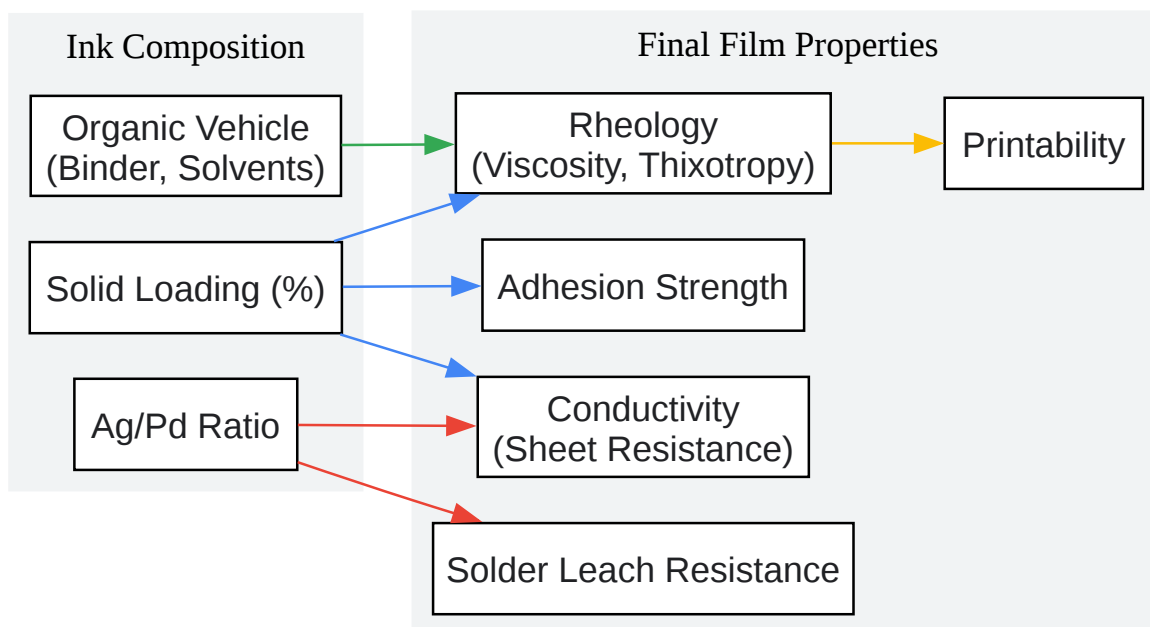 Ink Composition
Final Film Properties
Organic Vehicle
(Binder, Solvents)
Rheology
(Viscosity, Thixotropy)
Printability
Solid Loading (%)
Adhesion Strength
Ag/Pd Ratio
Conductivity
(Sheet Resistance)
Solder Leach Resistance